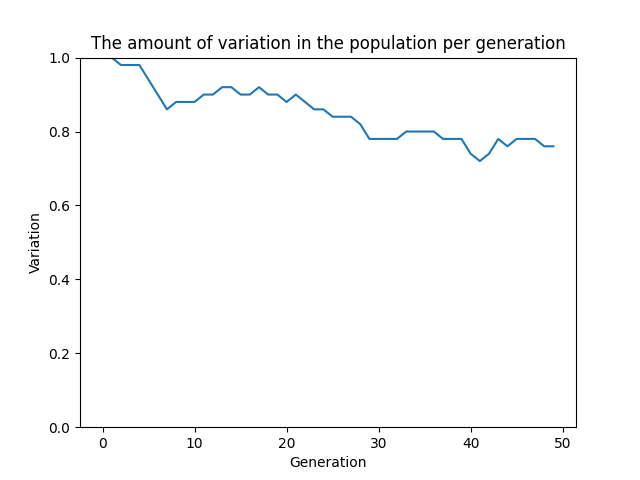 The amount of variation in the population per generation
1.0
0.8
0.6
0.4
0.2
0.0
Variation
0 10 20 30 40 50
Generation